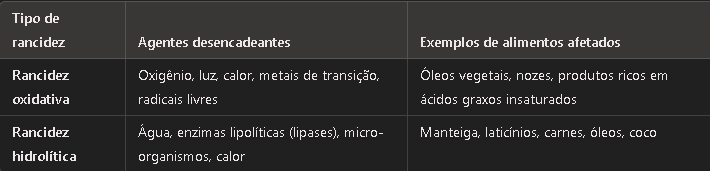 Tipo de
rancidez
Agentes desencadeantes
Exemplos de alimentos afetados
Rancidez
oxidativa
Oxigênio, luz, calor, metais de transição,
radicais livres
Óleos vegetais, nozes, produtos ricos em
ácidos graxos insaturados
Rancidez
hidrolítica
Água, enzimas lipolíticas (lipases), micro-
organismos, calor
Manteiga, laticínios, carnes, óleos, coco